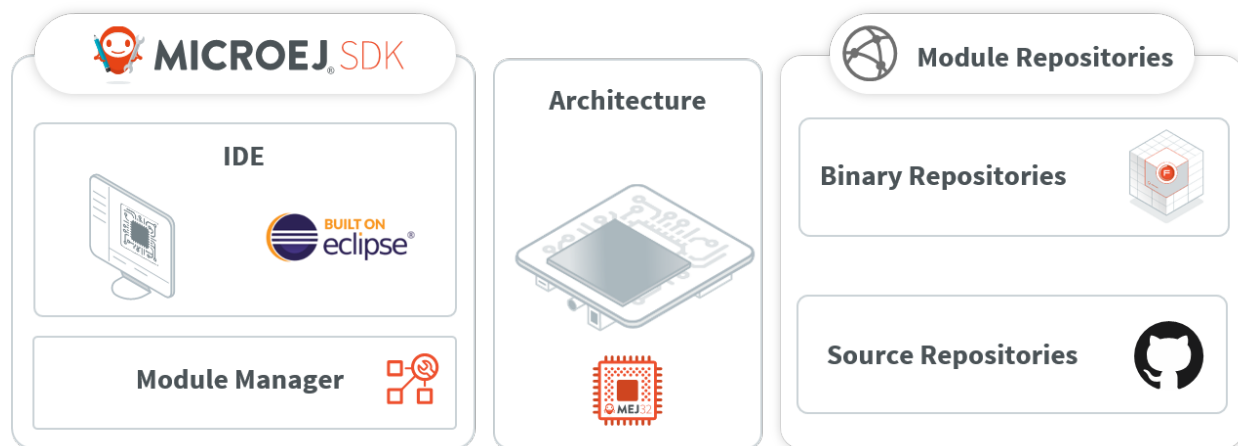 MICROEJ® SDK
IDE
BUILT ON
eclipse®
Module Manager
Architecture
MEJ32
Module Repositories
Binary Repositories
Source Repositories